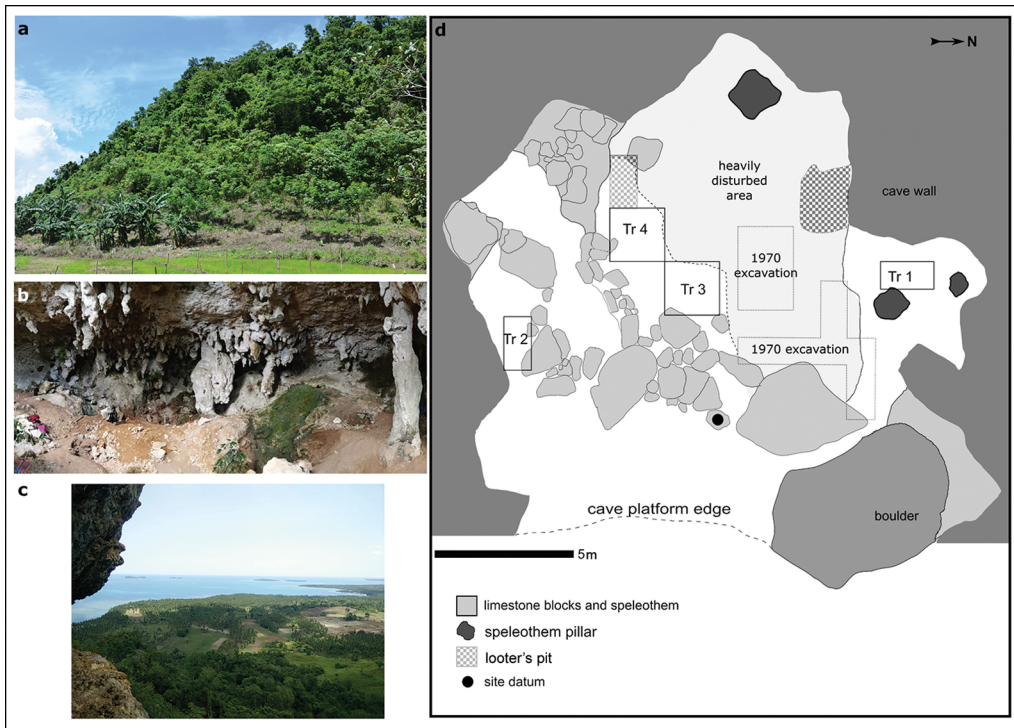 a
b
c
d
N
heavily
disturbed
area
cave wall
Tr 4
1970
excavation
Tr 1
Tr 3
Tr 2
1970 excavation
cave platform edge
boulder
5m
limestone blocks and speleothem
speleothem pillar
looter's pit
site datum